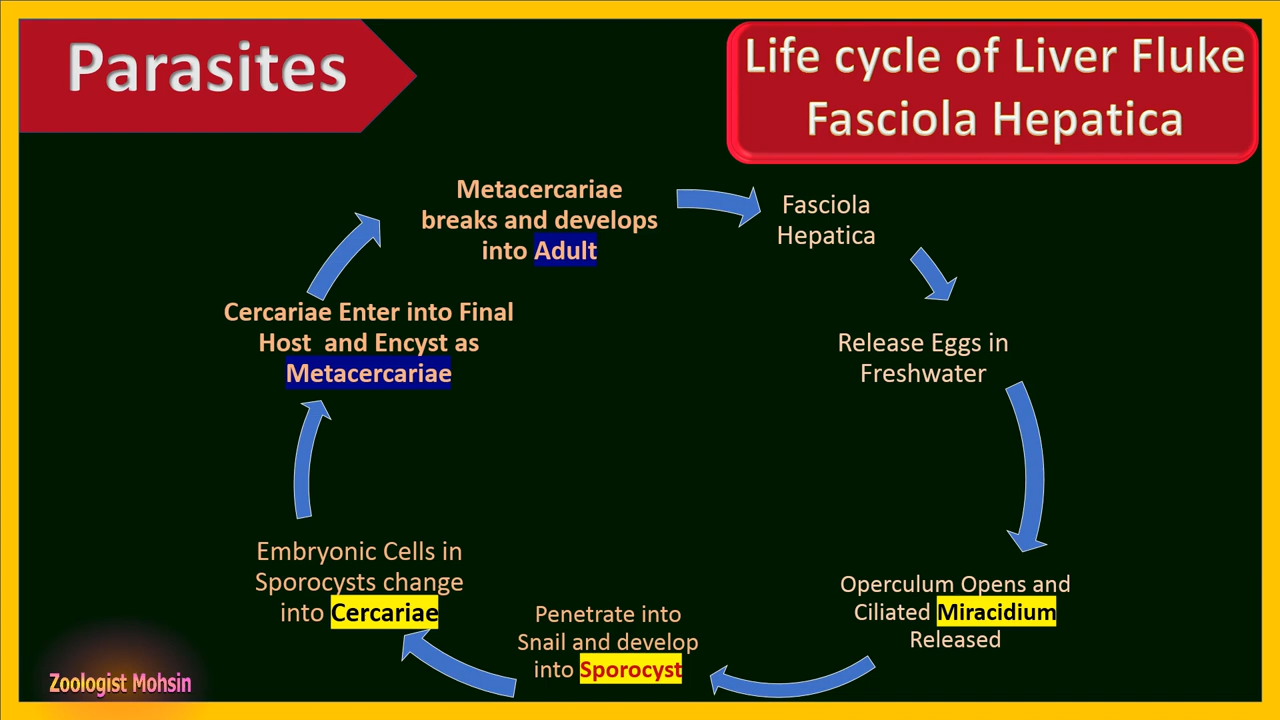 Parasites
Life cycle of Liver Fluke
Fasciola Hepatica
Metacercariae
breaks and develops
into Adult
Fasciola
Hepatica
Release Eggs in
Freshwater
Operculum Opens and
Ciliated Miracidium
Released
Penetrate into
Snail and develop
into Sporocyst
Embryonic Cells in
Sporocysts change
into Cercariae
Cercariae Enter into Final
Host and Encyst as
Metacercariae
Zoologist Mohsin